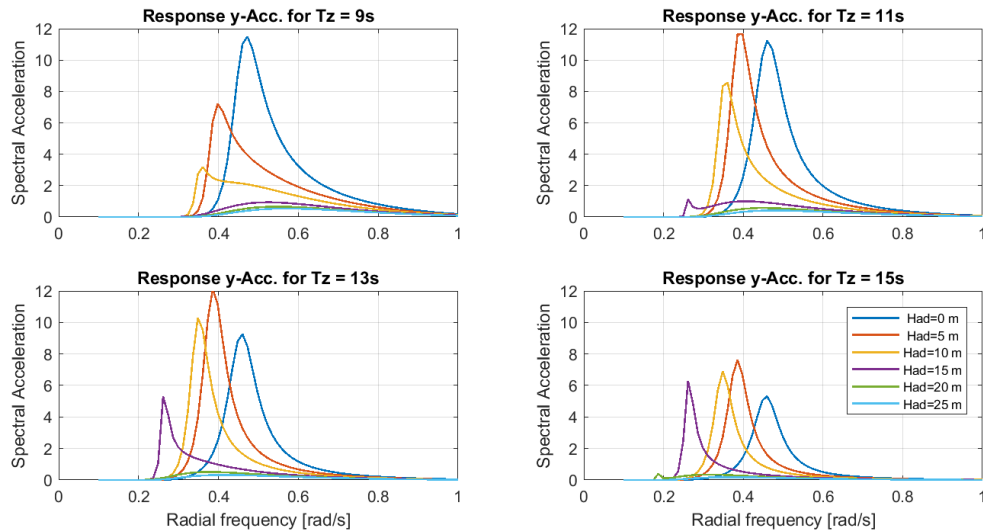 Response y-Acc. for Tz = 9s
Spectral Acceleration
12
10
8
6
4
2
0
0 0.2 0.4 0.6 0.8 1
Response y-Acc. for Tz = 11s
Spectral Acceleration
12
10
8
6
4
2
0
0 0.2 0.4 0.6 0.8 1
Response y-Acc. for Tz = 13s
Spectral Acceleration
12
10
8
6
4
2
0
0 0.2 0.4 0.6 0.8 1
Radial frequency [rad/s]
Response y-Acc. for Tz = 15s
Spectral Acceleration
12
10
8
6
4
2
0
Had=0 m
Had=5 m
Had=10 m
Had=15 m
Had=20 m
Had=25 m
0 0.2 0.4 0.6 0.8 1
Radial frequency [rad/s]